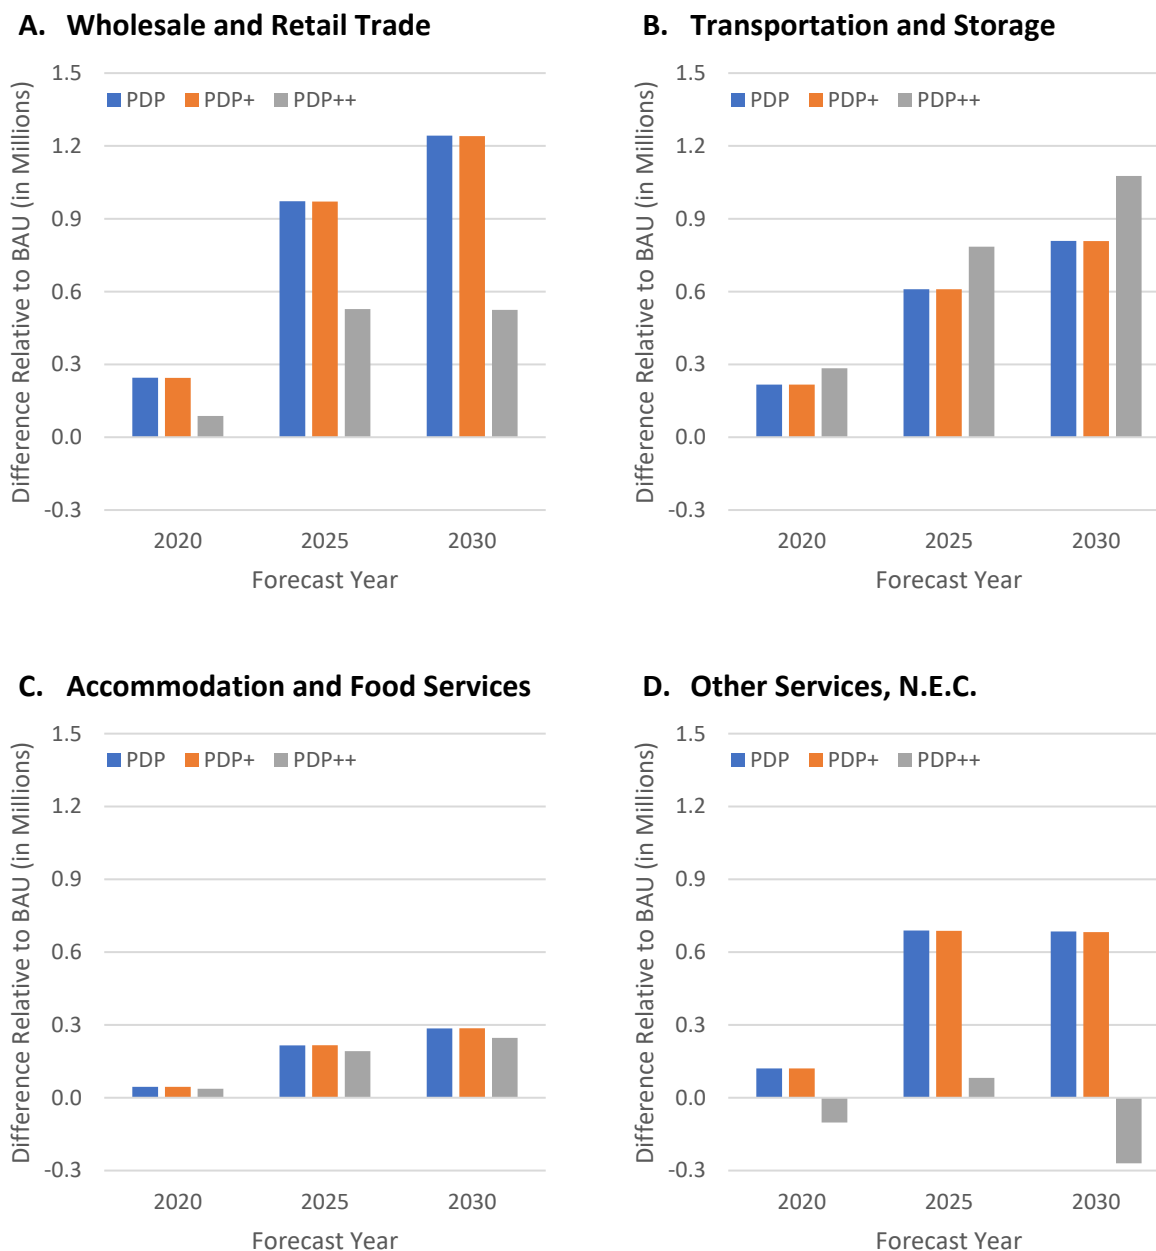 A. Wholesale and Retail Trade
Difference Relative to BAU (in Millions)
1.5
1.2
0.9
0.6
0.3
0.0
-0.3
PDP PDP+ PDP++
2020 2025 2030
Forecast Year
B. Transportation and Storage
Difference Relative to BAU (in Millions)
1.5
1.2
0.9
0.6
0.3
0.0
-0.3
PDP PDP+ PDP++
2020 2025 2030
Forecast Year
C. Accommodation and Food Services
Difference Relative to BAU (in Millions)
1.5
1.2
0.9
0.6
0.3
0.0
-0.3
PDP PDP+ PDP++
2020 2025 2030
Forecast Year
D. Other Services, N.E.C.
Difference Relative to BAU (in Millions)
1.5
1.2
0.9
0.6
0.3
0.0
-0.3
PDP PDP+ PDP++
2020 2025 2030
Forecast Year